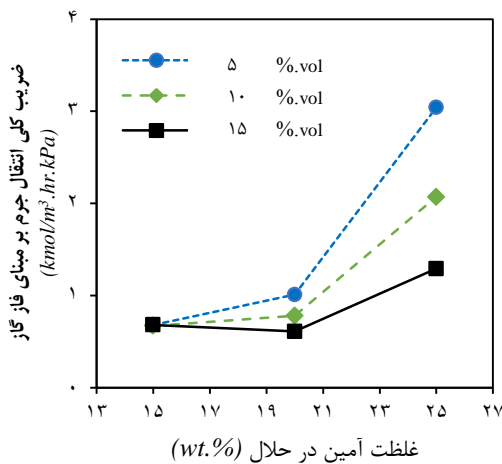 ۴
۳
۲
۱
۰
ضریب کلی انتقال جرم بر مبنای فاز گاز
(kmol/m³.hr.kPa)
۵ %.vol
۱۰ %.vol
۱۵ %.vol
۱۳ ۱۵ ۱۷ ۱۹ ۲۱ ۲۳ ۲۵ ۲۷
غلظت آمین در حلال (wt.%)